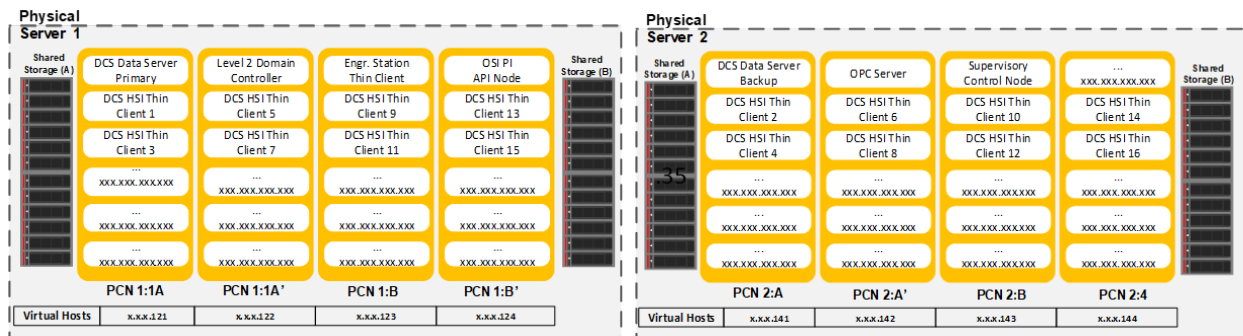 Physical
Server 1
Shared
Storage (A)
DCS Data Server
Primary
DCS HSI Thin
Client 1
DCS HSI Thin
Client 3
...
xxx.xxx.xxx.xxx
...
xxx.xxx.xxx.xxx
...
xxx.xxx.xxx.xxx
PCN 1:1A
Level 2 Domain
Controller
DCS HSI Thin
Client 5
DCS HSI Thin
Client 7
...
xxx.xxx.xxx.xxx
...
xxx.xxx.xxx.xxx
...
xxx.xxx.xxx.xxx
PCN 1:1A’
Engr. Station
Thin Client
DCS HSI Thin
Client 9
DCS HSI Thin
Client 11
...
xxx.xxx.xxx.xxx
...
xxx.xxx.xxx.xxx
...
xxx.xxx.xxx.xxx
PCN 1:B
OSI PI
API Node
DCS HSI Thin
Client 13
DCS HSI Thin
Client 15
...
xxx.xxx.xxx.xxx
...
xxx.xxx.xxx.xxx
...
xxx.xxx.xxx.xxx
PCN 1:B’
Shared
Storage (B)
Virtual Hosts x.x.x.121 x.x.x.122 x.x.x.123 x.x.x.124
Physical
Server 2
Shared
Storage (A)
.35.
DCS Data Server
Backup
DCS HSI Thin
Client 2
DCS HSI Thin
Client 4
...
xxx.xxx.xxx.xxx
...
xxx.xxx.xxx.xxx
...
xxx.xxx.xxx.xxx
PCN 2:A
OPC Server
DCS HSI Thin
Client 6
DCS HSI Thin
Client 8
...
xxx.xxx.xxx.xxx
...
xxx.xxx.xxx.xxx
...
xxx.xxx.xxx.xxx
PCN 2:A’
Supervisory
Control Node
DCS HSI Thin
Client 10
DCS HSI Thin
Client 12
...
xxx.xxx.xxx.xxx
...
xxx.xxx.xxx.xxx
...
xxx.xxx.xxx.xxx
PCN 2:B
...
xxx.xxx.xxx.xxx
DCS HSI Thin
Client 14
DCS HSI Thin
Client 16
...
xxx.xxx.xxx.xxx
...
xxx.xxx.xxx.xxx
...
xxx.xxx.xxx.xxx
PCN 2:4
Shared
Storage (B)
Virtual Hosts x.x.x.141 x.x.x.142 x.x.x.143 x.x.x.144